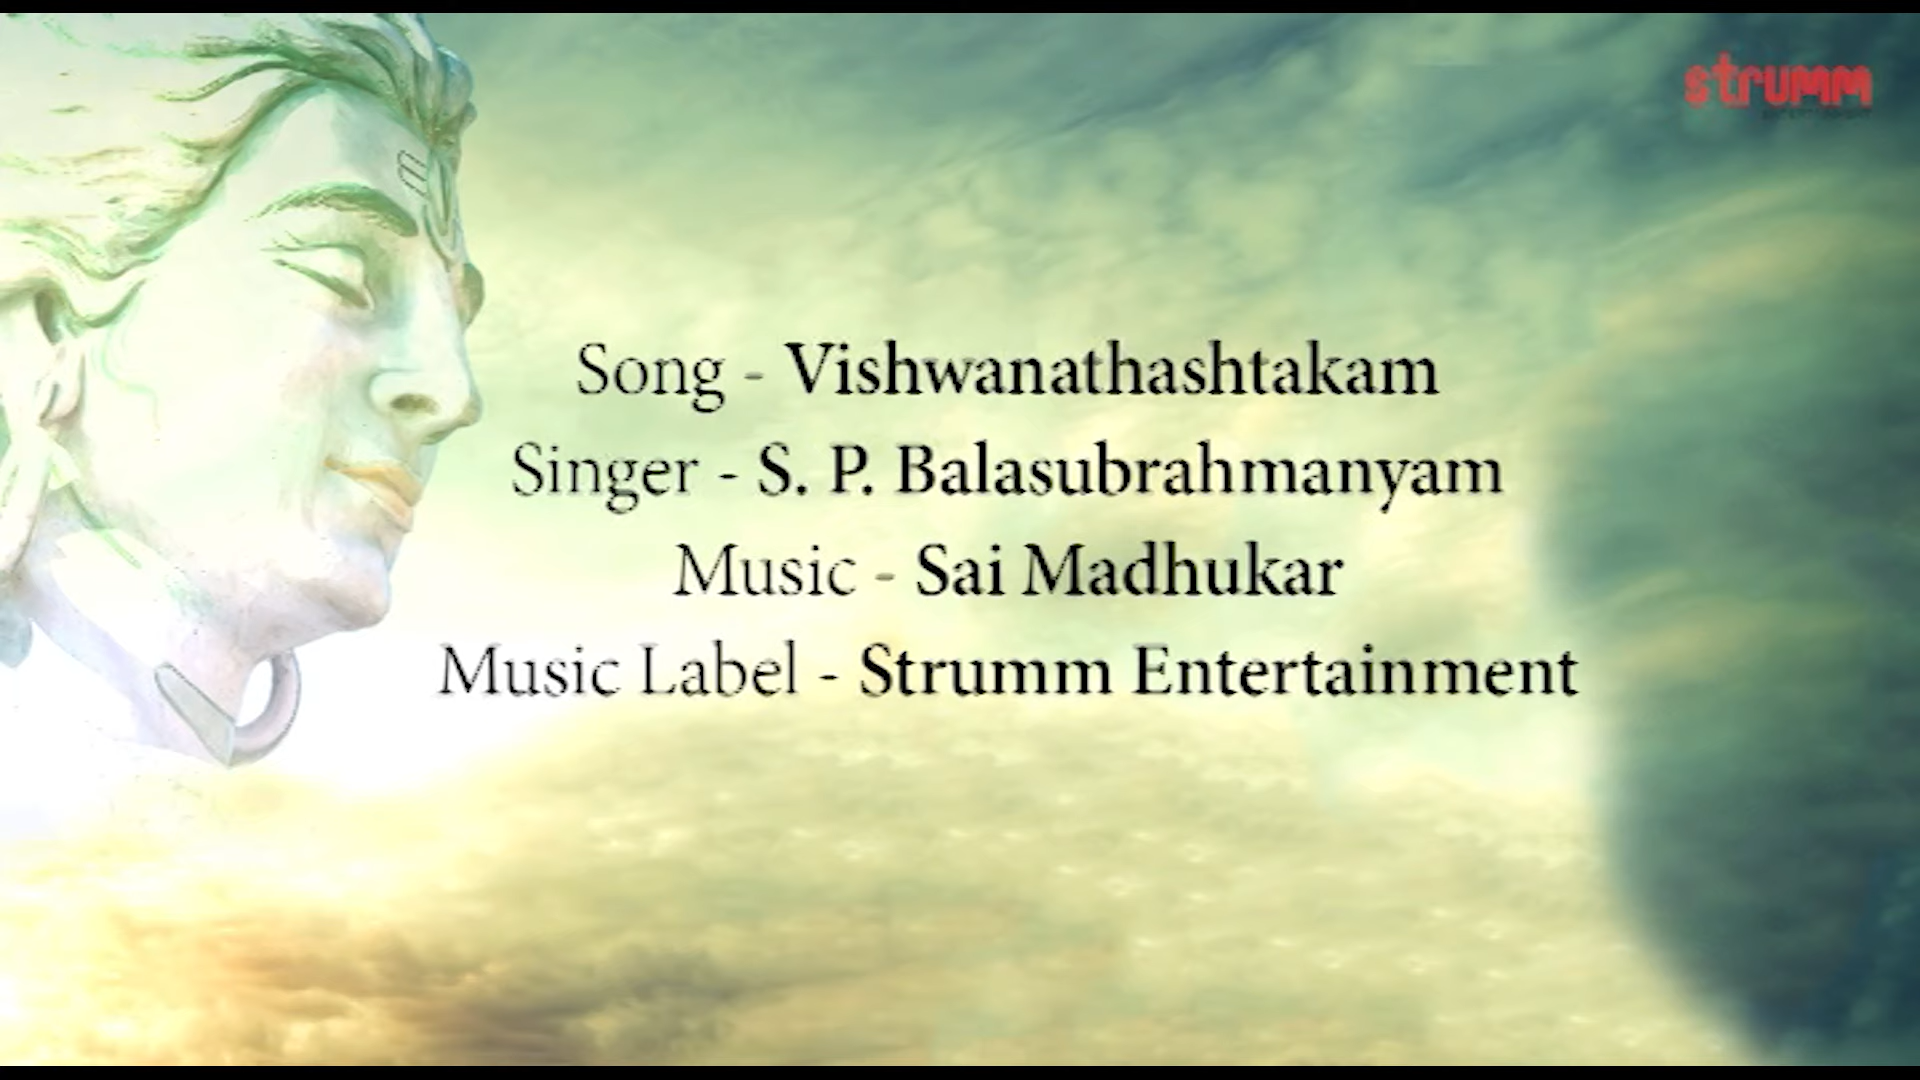 strumm
Song - Vishwanathashtakam
Singer - S. P. Balasubrahmanyam
Music - Sai Madhukar
Music Label - Strumm Entertainment